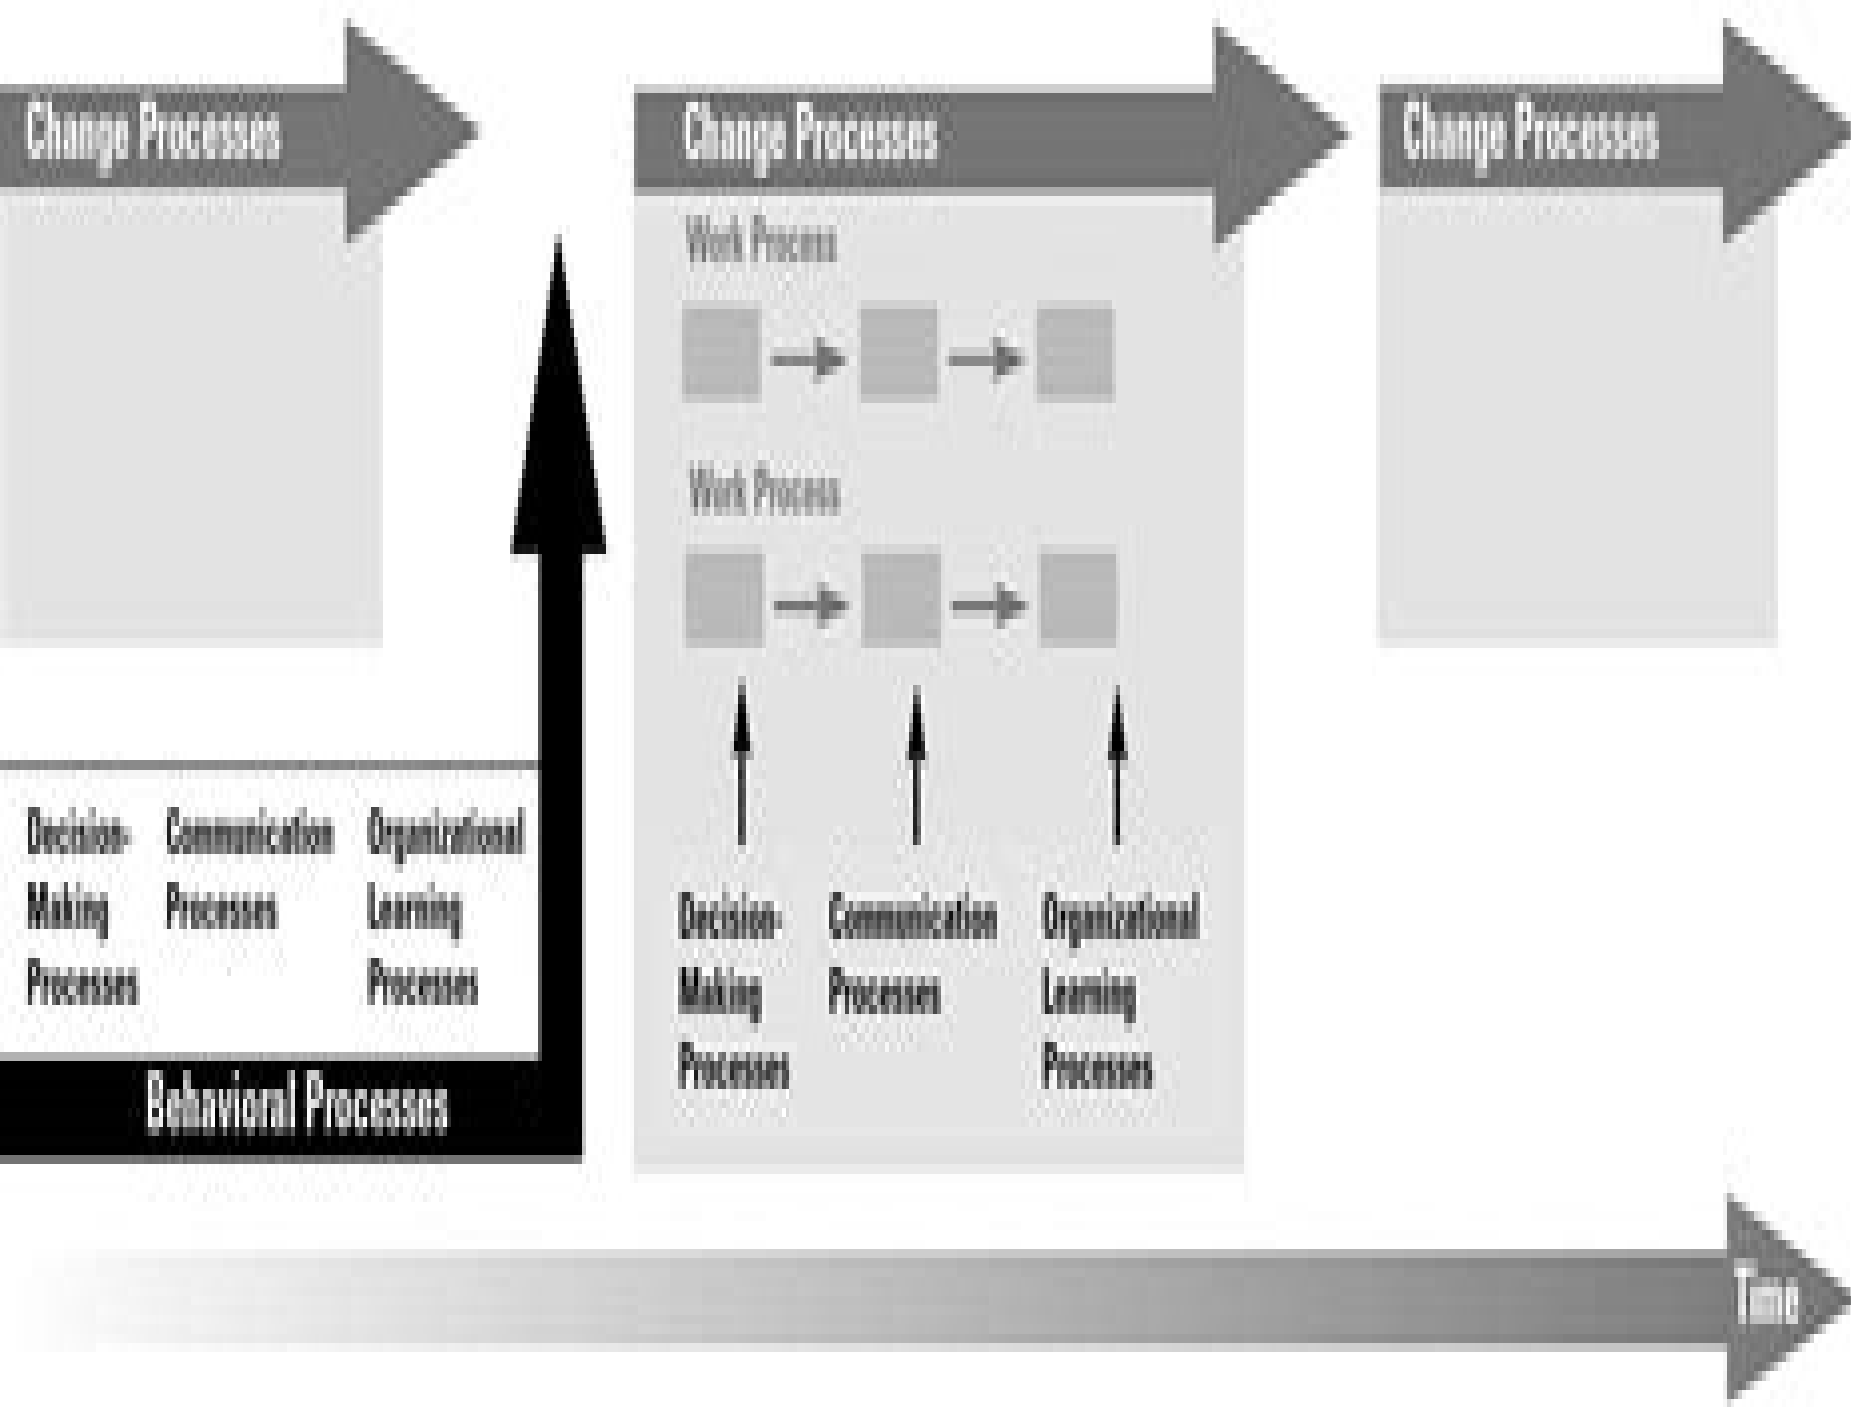 Change Processes
Change Processes
Change Processes
Work Process
Work Process
Decision-
Making
Processes
Communication
Processes
Organizational
Learning
Processes
Behavioral Processes
Decision-
Making
Processes
Communication
Processes
Organizational
Learning
Processes
Time